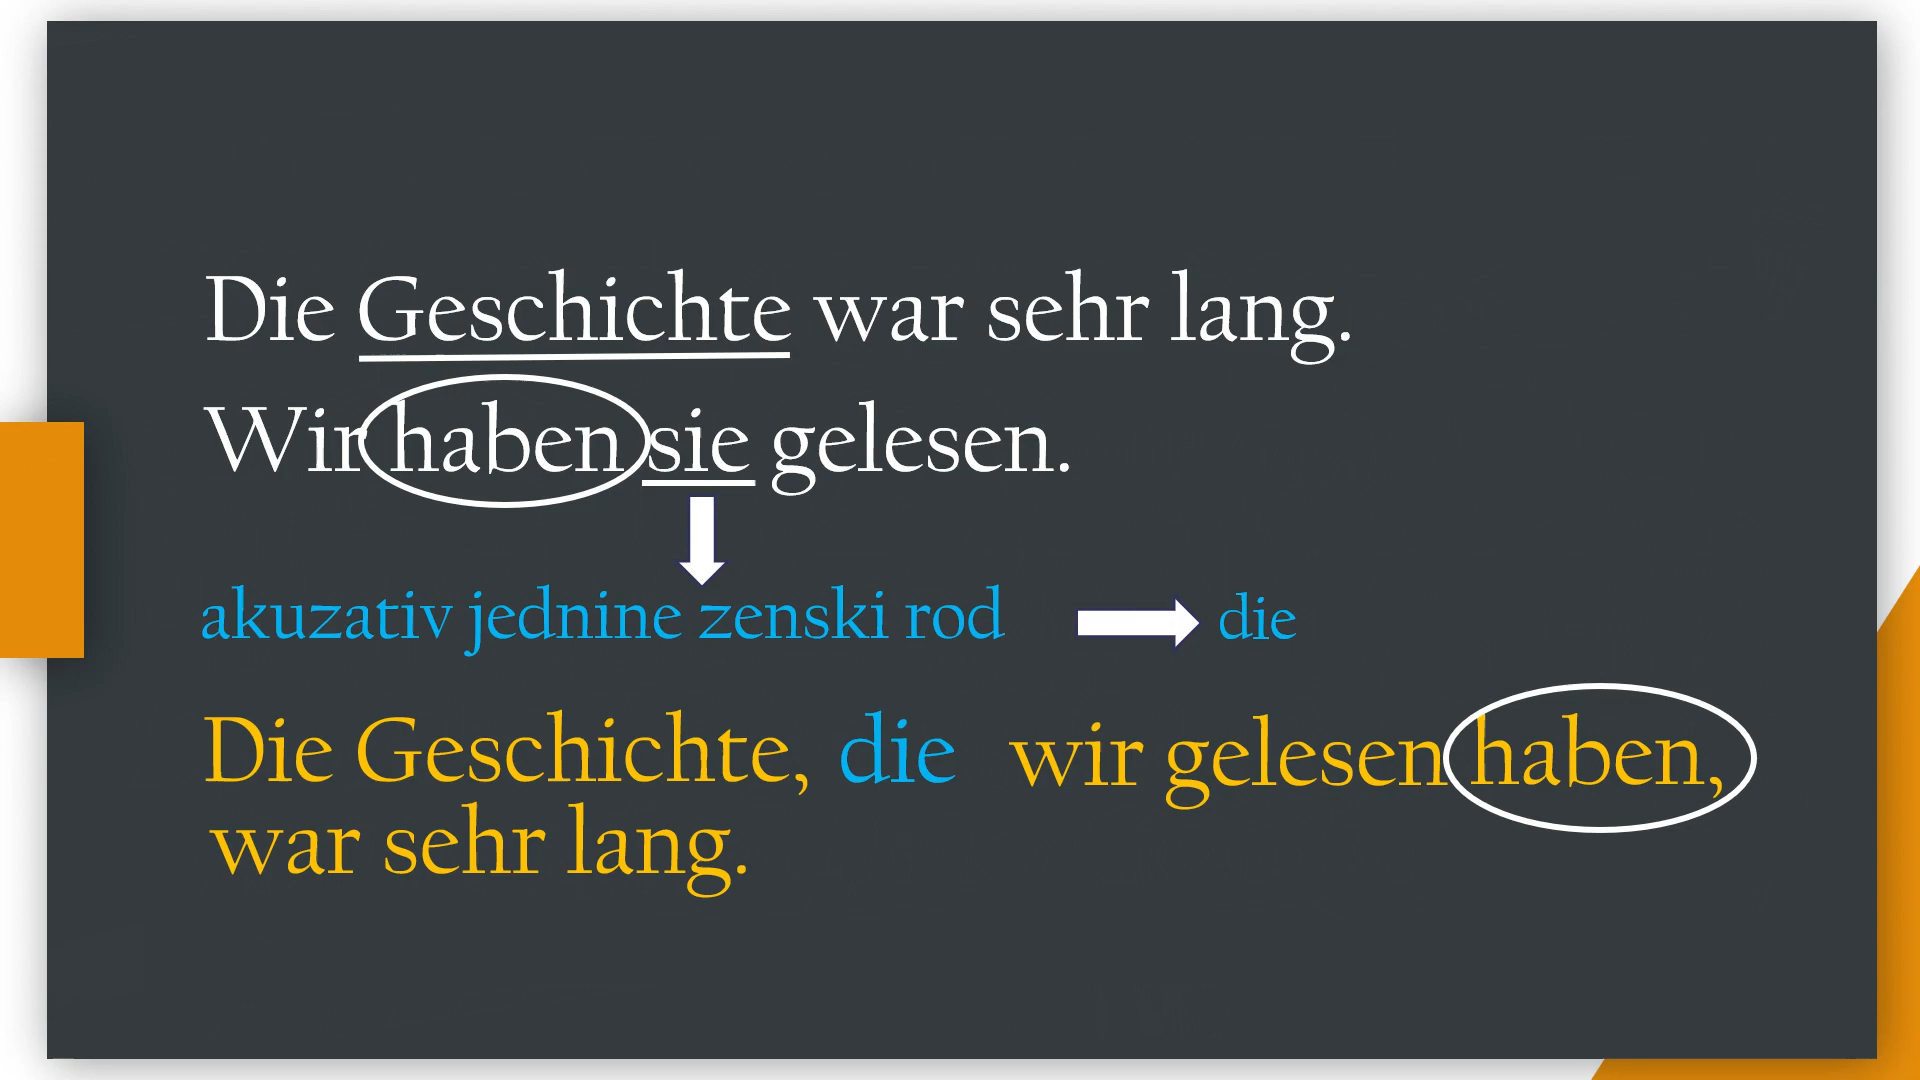 Die Geschichte war sehr lang.
Wir haben sie gelesen.
akuzativ jednine zenski rod die
Die Geschichte, die wir gelesen haben,
war sehr lang.